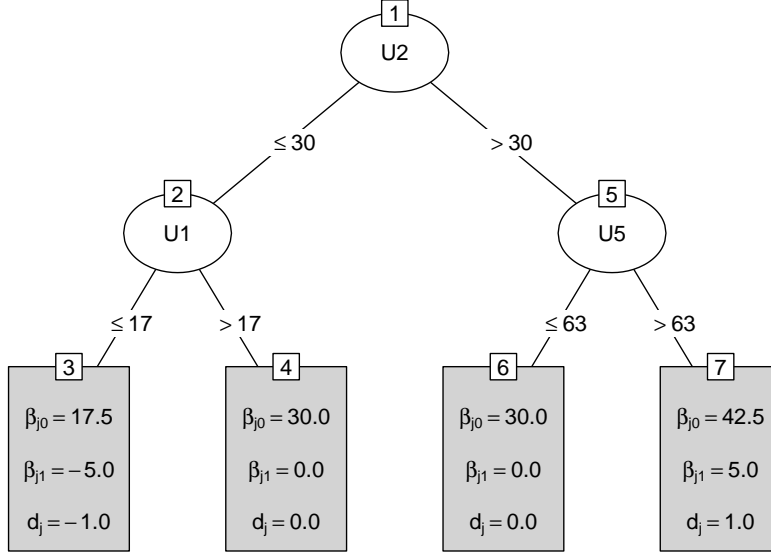 1
U2
≤ 30
> 30
2
U1
5
U5
≤ 17
> 17
≤ 63
> 63
3
βj0 = 17.5
βj1 = −5.0
dj = −1.0
4
βj0 = 30.0
βj1 = 0.0
dj = 0.0
6
βj0 = 30.0
βj1 = 0.0
dj = 0.0
7
βj0 = 42.5
βj1 = 5.0
dj = 1.0